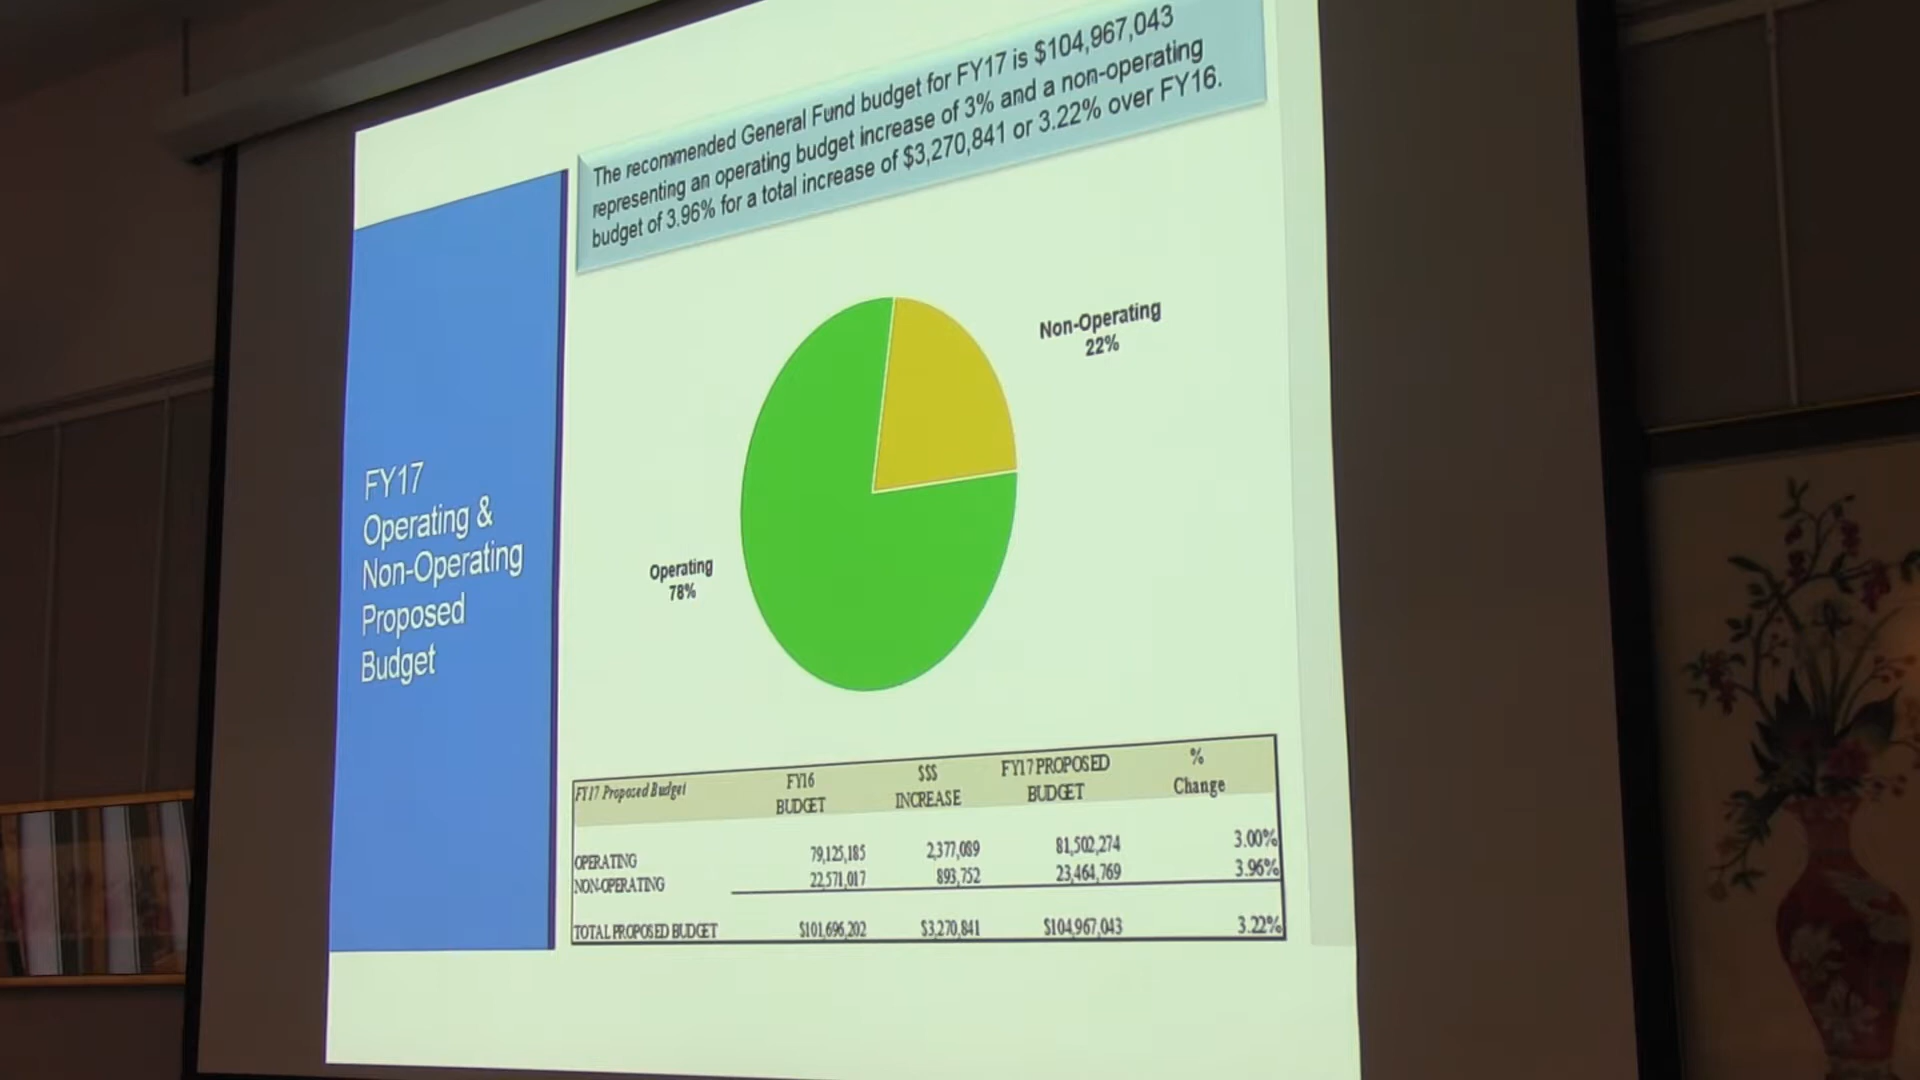 The recommended General Fund budget for FY17 is $104,967,043
representing an operating budget increase of 3% and a non-operating
budget of 3.96% for a total increase of $3,270,841 or 3.22% over FY16.
FY17
Operating &
Non-Operating
Proposed
Budget
Non-Operating
22%
Operating
78%
FY17 Proposed Budget FY16 BUDGET $$$ INCREASE FY17 PROPOSED BUDGET % Change
OPERATING 79,125,185 2,377,089 81,502,274 3.00%
NON-OPERATING 22,571,017 893,752 23,464,769 3.96%
TOTAL PROPOSED BUDGET $101,696,202 $3,270,841 $104,967,043 3.22%